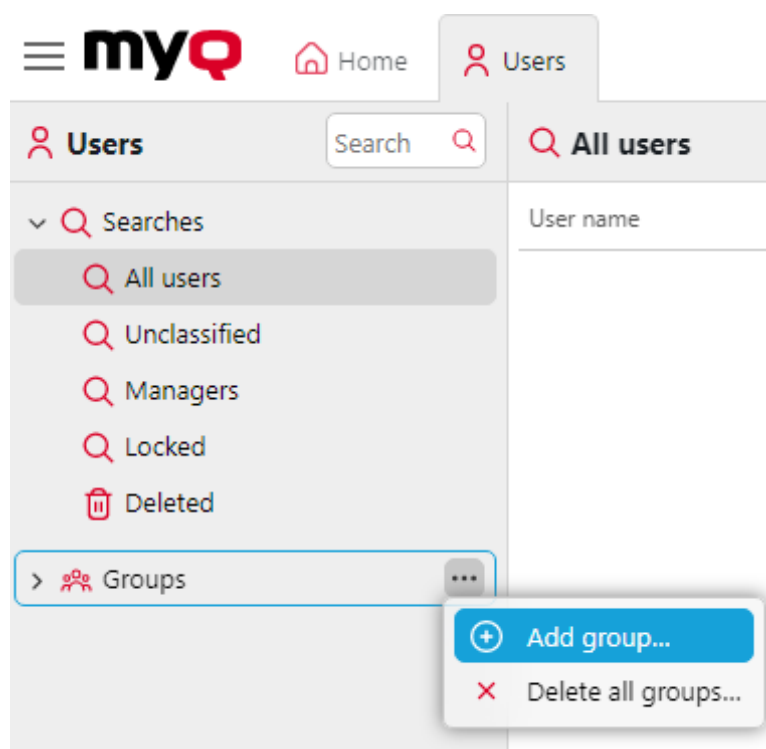 myQ Home Users
Users Search All users
Searches User name
All users
Unclassified
Managers
Locked
Deleted
Groups ...
Add group...
Delete all groups...